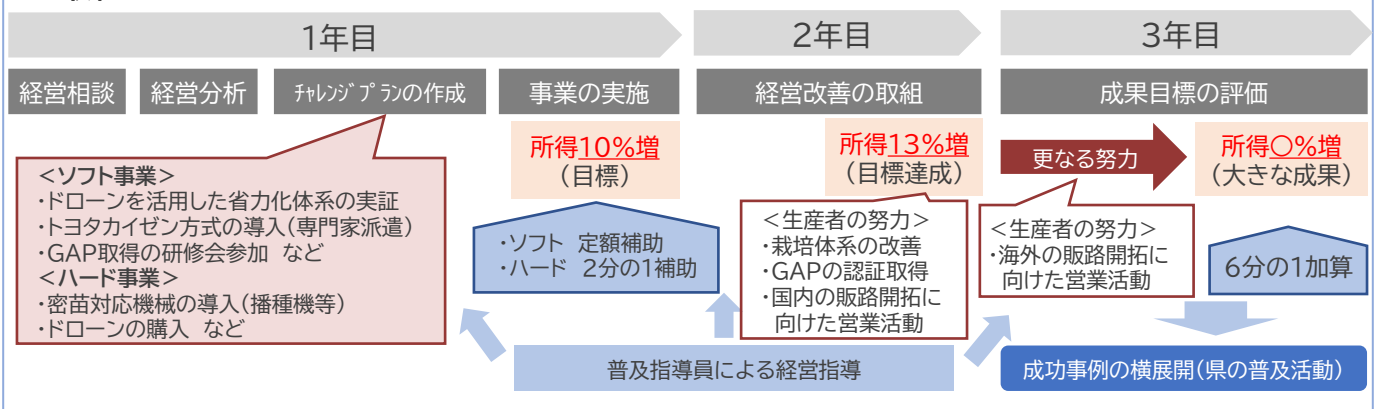 1年目
2年目
3年目
経営相談
経営分析
ﾁｬﾚﾝｼﾞﾌﾟﾗﾝの作成
事業の実施
経営改善の取組
成果目標の評価
<ソフト事業>
・ドローンを活用した省力化体系の実証
・トヨタカイゼン方式の導入(専門家派遣)
・GAP取得の研修会参加 など
<ハード事業>
・密苗対応機械の導入(播種機等)
・ドローンの購入 など
所得10%増
(目標)
・ソフト 定額補助
・ハード 2分の1補助
所得13%増
(目標達成)
<生産者の努力>
・栽培体系の改善
・GAPの認証取得
・国内の販路開拓に
向けた営業活動
更なる努力
<生産者の努力>
・海外の販路開拓に
向けた営業活動
所得〇%増
(大きな成果)
6分の1加算
普及指導員による経営指導
成功事例の横展開(県の普及活動)